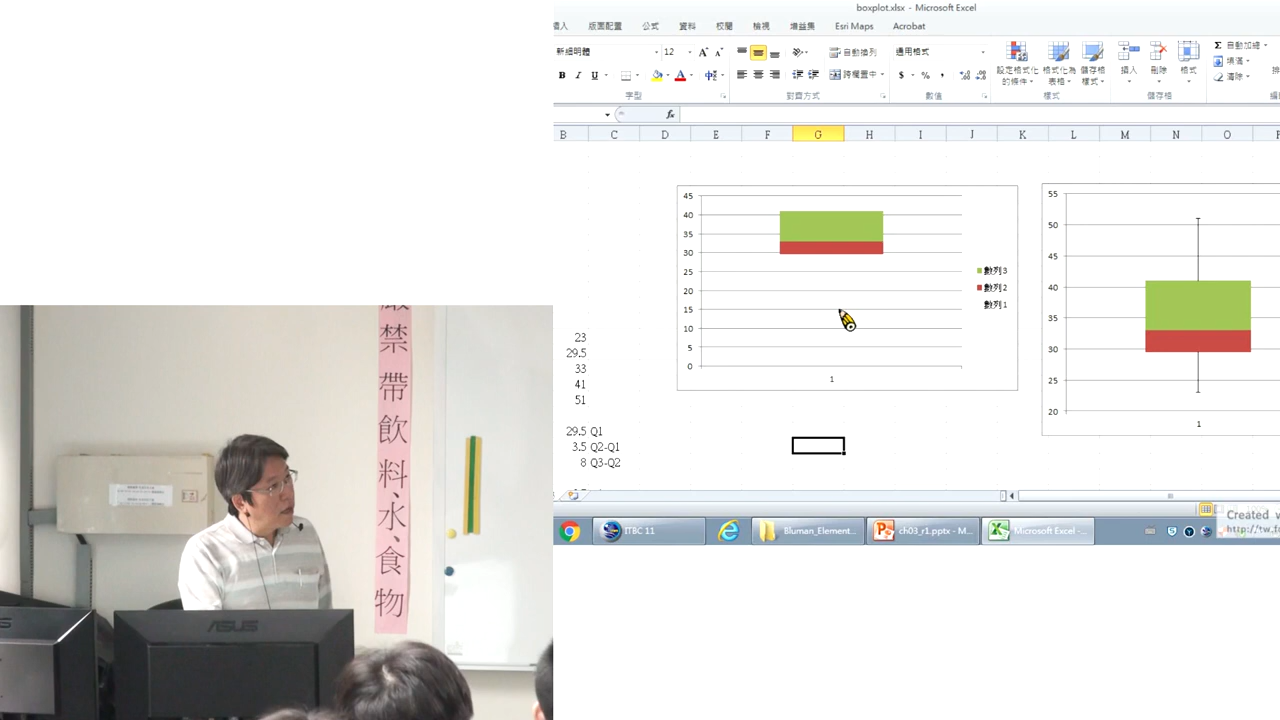 boxplot.xlsx - Microsoft Excel
插入 版面配置 公式 資料 校閱 檢視 增益集 Esri Maps Acrobat
新細明體 12 自動換列 通用格式 Σ 自動加總
B I U 跨欄置中 $ % , 設定格式化的條件 格式化為表格 儲存格樣式 插入 刪除 格式 填滿
清除
字型 對齊方式 數值 樣式 儲存格
fx
B C D E F G H I J K L M N O
45
40
35
30
25
20
15
10
5
0
1
數列3
數列2
數列1
55
50
45
40
35
30
25
20
1
23
29.5
33
41
51
29.5 Q1
3.5 Q2-Q1
8 Q3-Q2
ITBC 11 Bluman_Element... ch03_r1.pptx - M... Microsoft Excel -...
Created
禁帶飲料、水、食物
ASUS